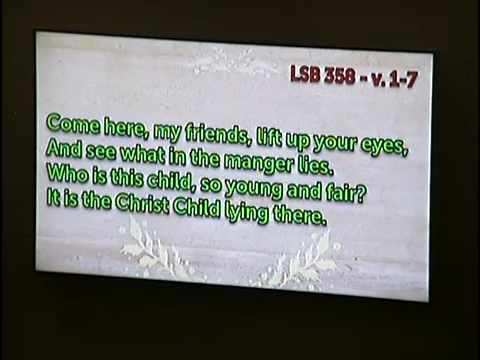 LSB 358 - v. 1-7
Come here, my friends, lift up your eyes,
And see what in the manger lies.
Who is this child, so young and fair?
It is the Christ Child lying there.